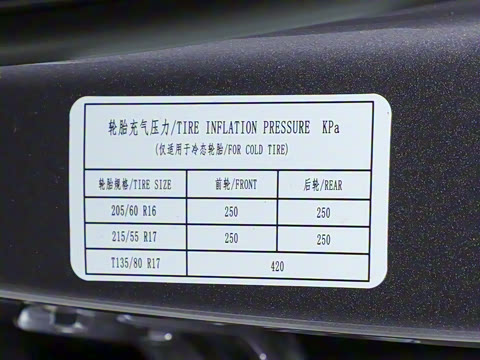 轮胎充气压力/TIRE INFLATION PRESSURE KPa
(仅适用于冷态轮胎/FOR COLD TIRE)
轮胎规格/TIRE SIZE 前轮/FRONT 后轮/REAR
205/60 R16 250 250
215/55 R17 250 250
T135/80 R17 420